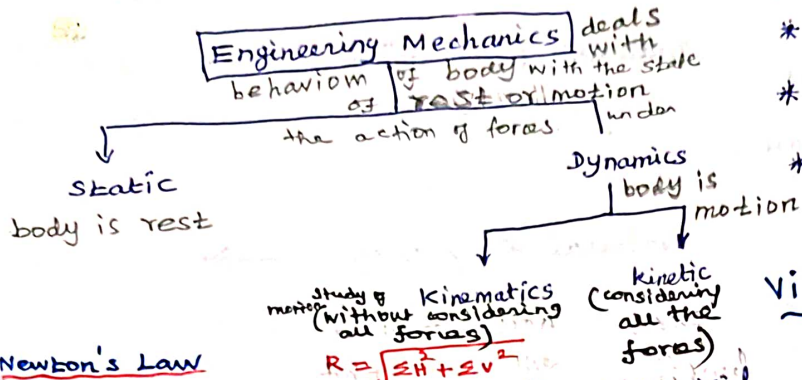 Engineering Mechanics deals
with
behaviom of body with the state
of rest or motion
the action of forces under
Static
body is rest
Dynamics
body is
motion
Study of Kinematics
motion (without considering
all forces)
kinetic
(considering
all the
forces)
Vi
Newton's Law
R = √ΣH² + ΣV²